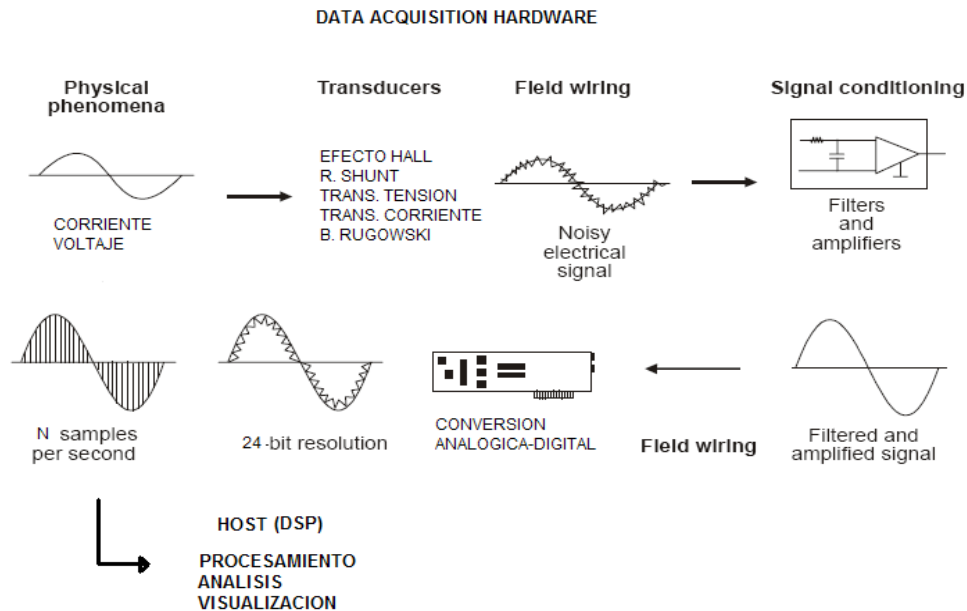 DATA ACQUISITION HARDWARE
Physical
phenomena
Transducers
Field wiring
Signal conditioning
CORRIENTE
VOLTAJE
EFECTO HALL
R. SHUNT
TRANS. TENSION
TRANS. CORRIENTE
B. RUGOWSKI
Noisy
electrical
signal
Filters
and
amplifiers
N samples
per second
24-bit resolution
CONVERSION
ANALOGICA-DIGITAL
Field wiring
Filtered and
amplified signal
HOST (DSP)
PROCESAMIENTO
ANALISIS
VISUALIZACION